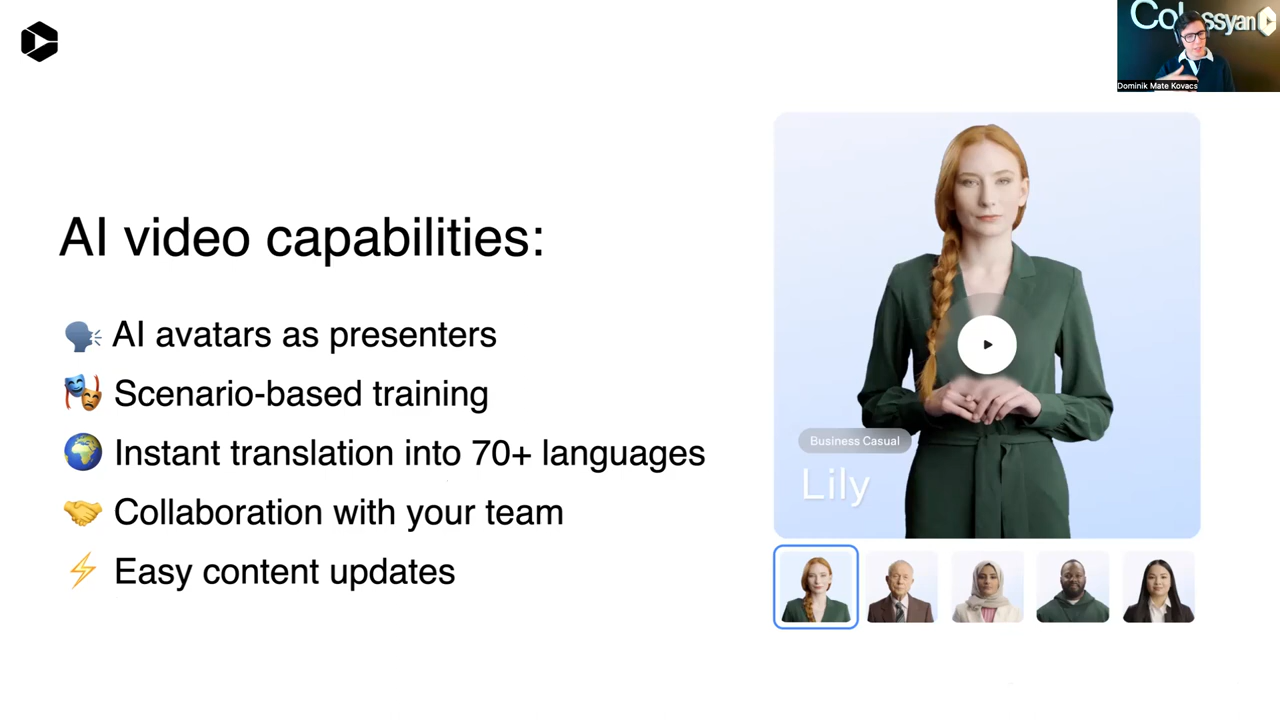 Colossyan
Dominik Mate Kovacs
AI video capabilities:
AI avatars as presenters
Scenario-based training
Instant translation into 70+ languages
Collaboration with your team
Easy content updates
Business Casual
Lily